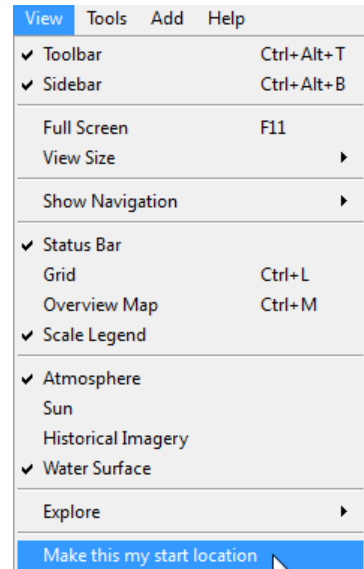 View Tools Add Help
Toolbar Ctrl+Alt+T
Sidebar Ctrl+Alt+B
Full Screen F11
View Size
Show Navigation
Status Bar
Grid Ctrl+L
Overview Map Ctrl+M
Scale Legend
Atmosphere
Sun
Historical Imagery
Water Surface
Explore
Make this my start location